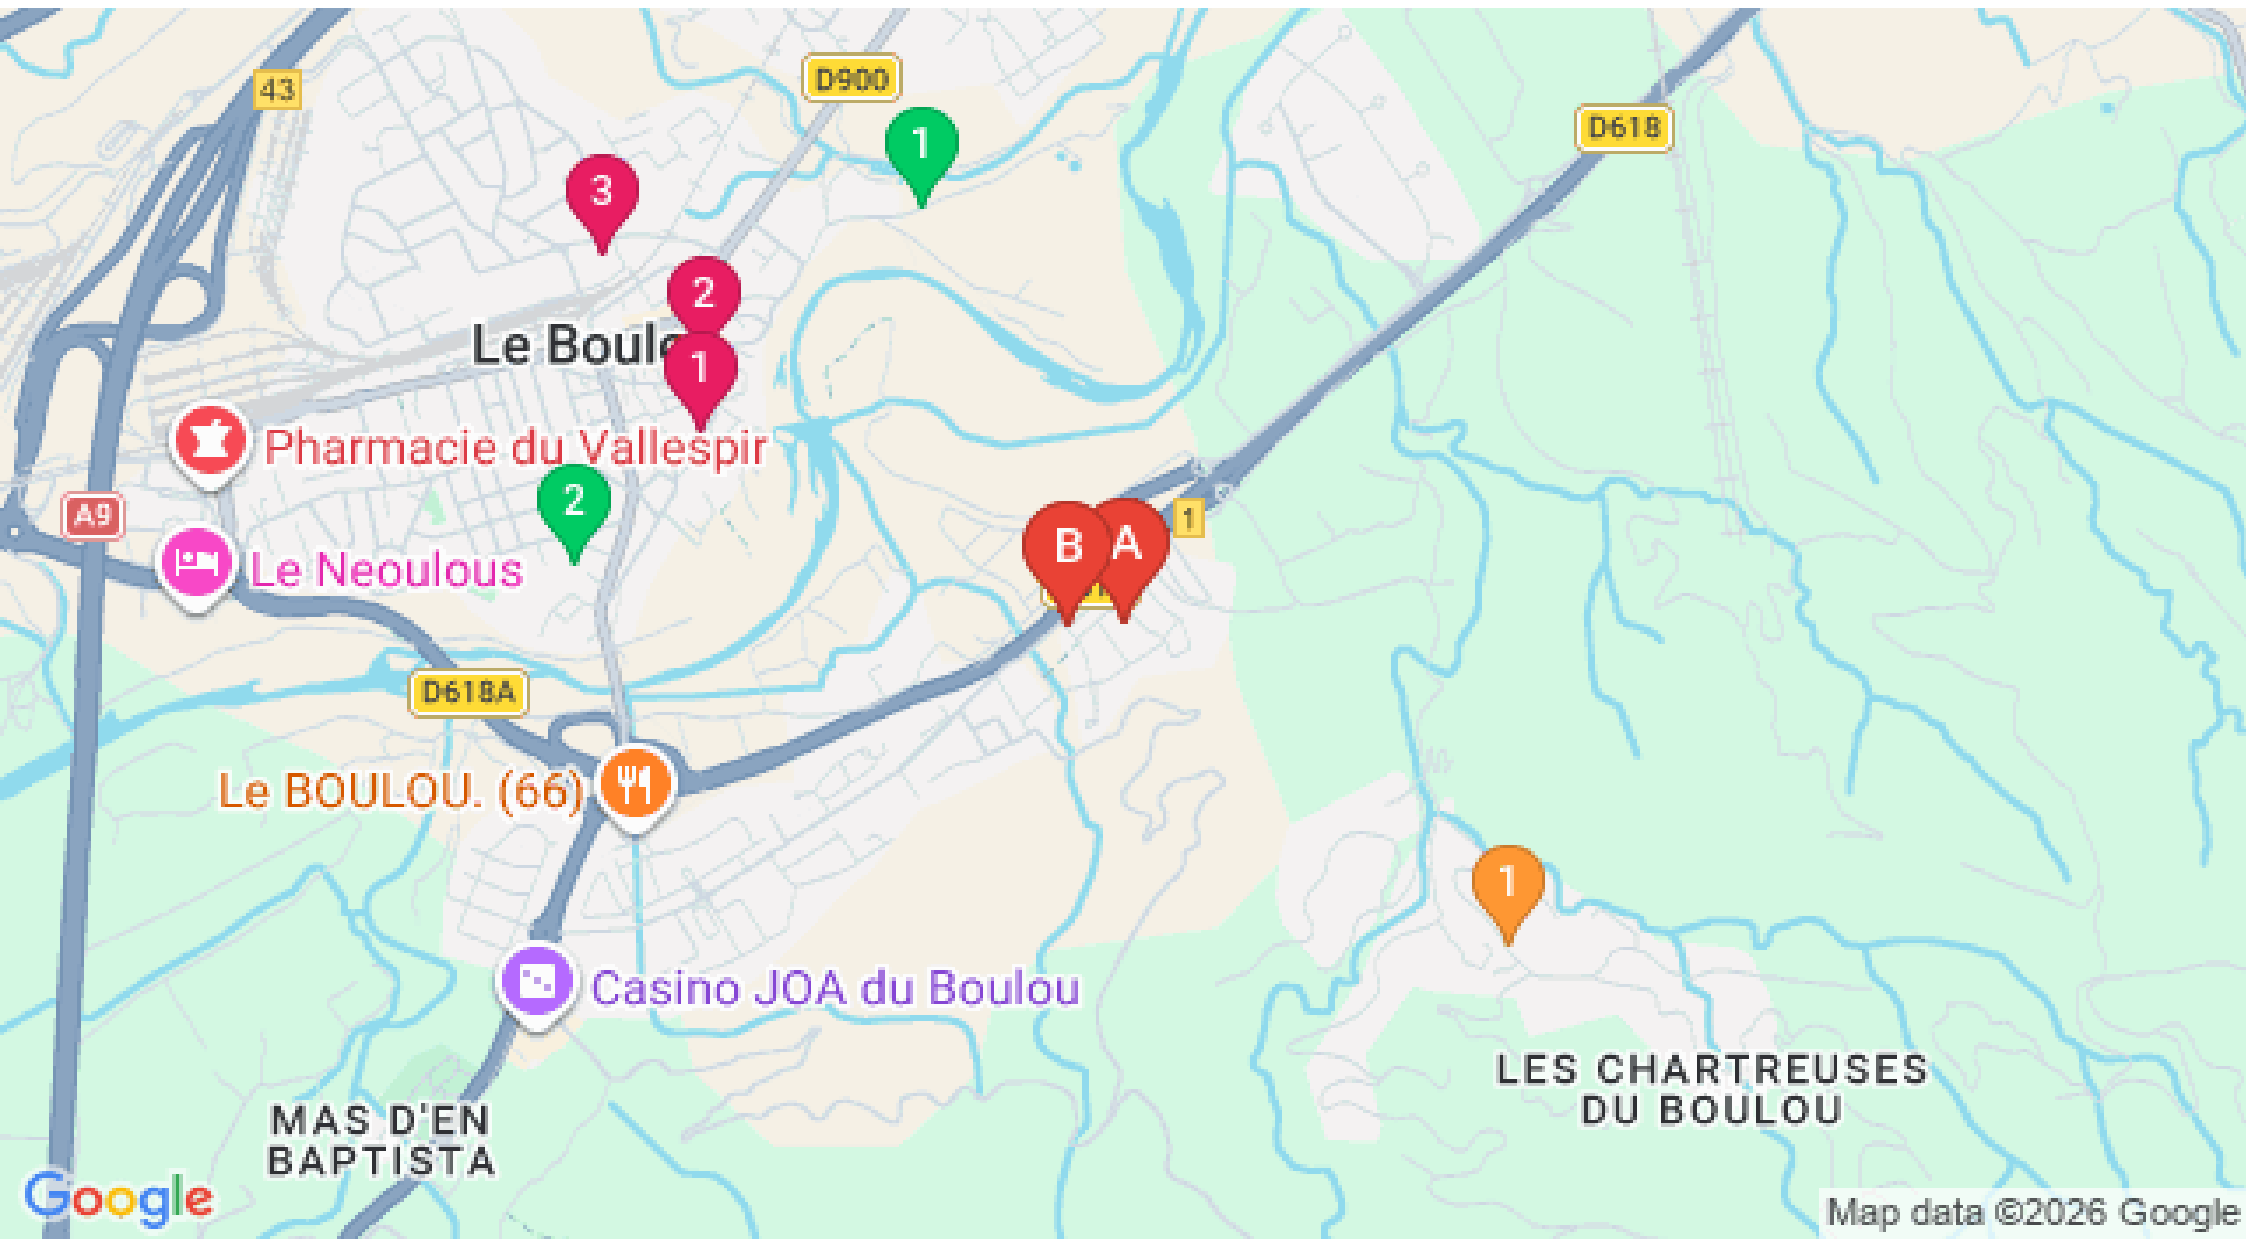 43
D900
D618
1
3
2
Le Boulo
1
Pharmacie du Vallespir
2
A9
1
B
A
Le Neoulous
D618A
Le BOULOU. (66)
1
Casino JOA du Boulou
LES CHARTREUSES
DU BOULOU
MAS D'EN
BAPTISTA
Google
Map data ©2026 Google